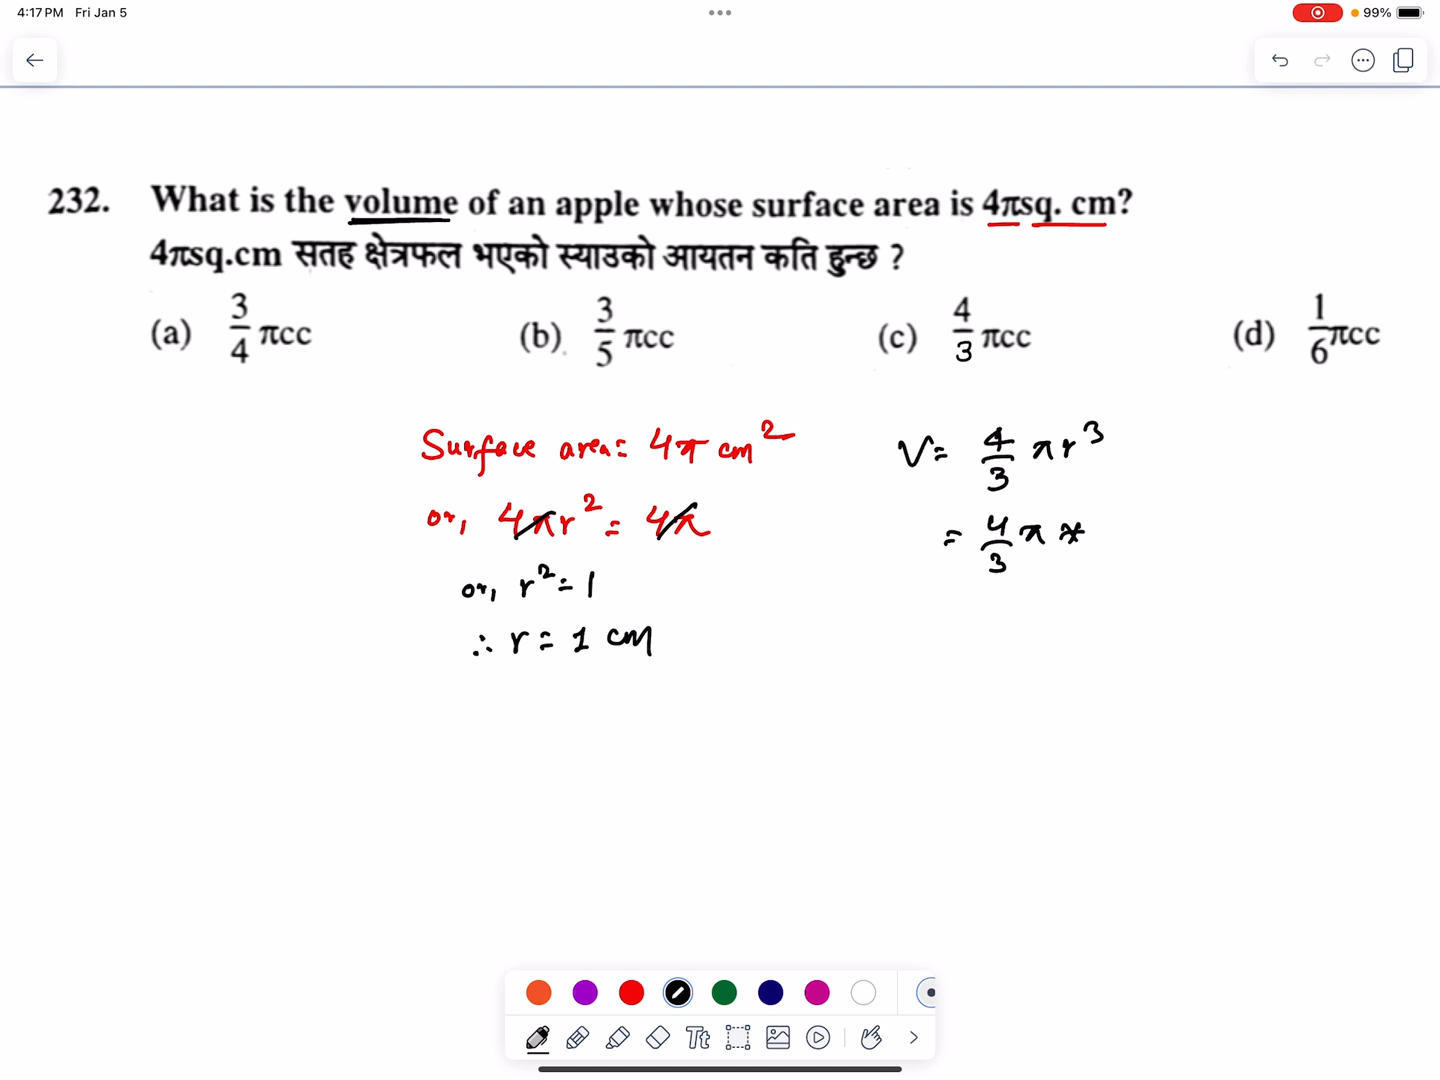 4:17 PM Fri Jan 5
99%
232. What is the volume of an apple whose surface area is 4πsq. cm?
4πsq.cm सतह क्षेत्रफल भएको स्याउको आयतन कति हुन्छ ?
(a) 3/4 πcc (b) 3/5 πcc (c) 4/3 πcc (d) 1/6 πcc
Surface area = 4π cm²
or, 4πr² = 4π
or, r² = 1
∴ r = 1 cm
V = 4/3 πr³
= 4/3 π *
Tt